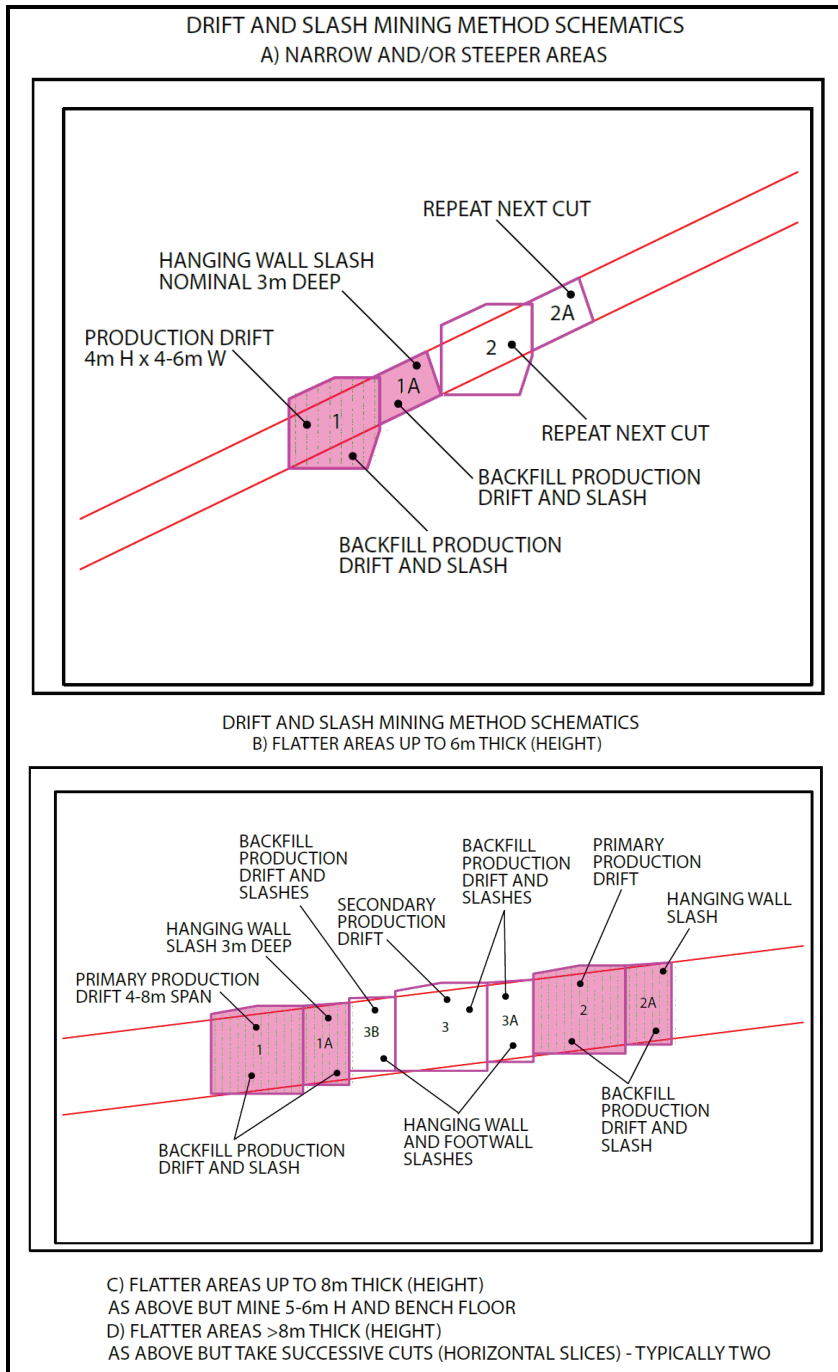 DRIFT AND SLASH MINING METHOD SCHEMATICS
A) NARROW AND/OR STEEPER AREAS
REPEAT NEXT CUT
HANGING WALL SLASH
NOMINAL 3m DEEP
2A
PRODUCTION DRIFT
4m H x 4-6m W
2
1A
1
REPEAT NEXT CUT
BACKFILL PRODUCTION
DRIFT AND SLASH
BACKFILL PRODUCTION
DRIFT AND SLASH
DRIFT AND SLASH MINING METHOD SCHEMATICS
B) FLATTER AREAS UP TO 6m THICK (HEIGHT)
BACKFILL
PRODUCTION
DRIFT AND
SLASHES
BACKFILL
PRODUCTION
DRIFT AND
SLASHES
PRIMARY
PRODUCTION
DRIFT
SECONDARY
PRODUCTION
DRIFT
HANGING WALL
SLASH
HANGING WALL
SLASH 3m DEEP
PRIMARY PRODUCTION
DRIFT 4-8m SPAN
1
1A
3B
3
3A
2
2A
BACKFILL PRODUCTION
DRIFT AND SLASH
HANGING WALL
AND FOOTWALL
SLASHES
BACKFILL
PRODUCTION
DRIFT AND
SLASH
C) FLATTER AREAS UP TO 8m THICK (HEIGHT)
AS ABOVE BUT MINE 5-6m H AND BENCH FLOOR
D) FLATTER AREAS >8m THICK (HEIGHT)
AS ABOVE BUT TAKE SUCCESSIVE CUTS (HORIZONTAL SLICES) - TYPICALLY TWO